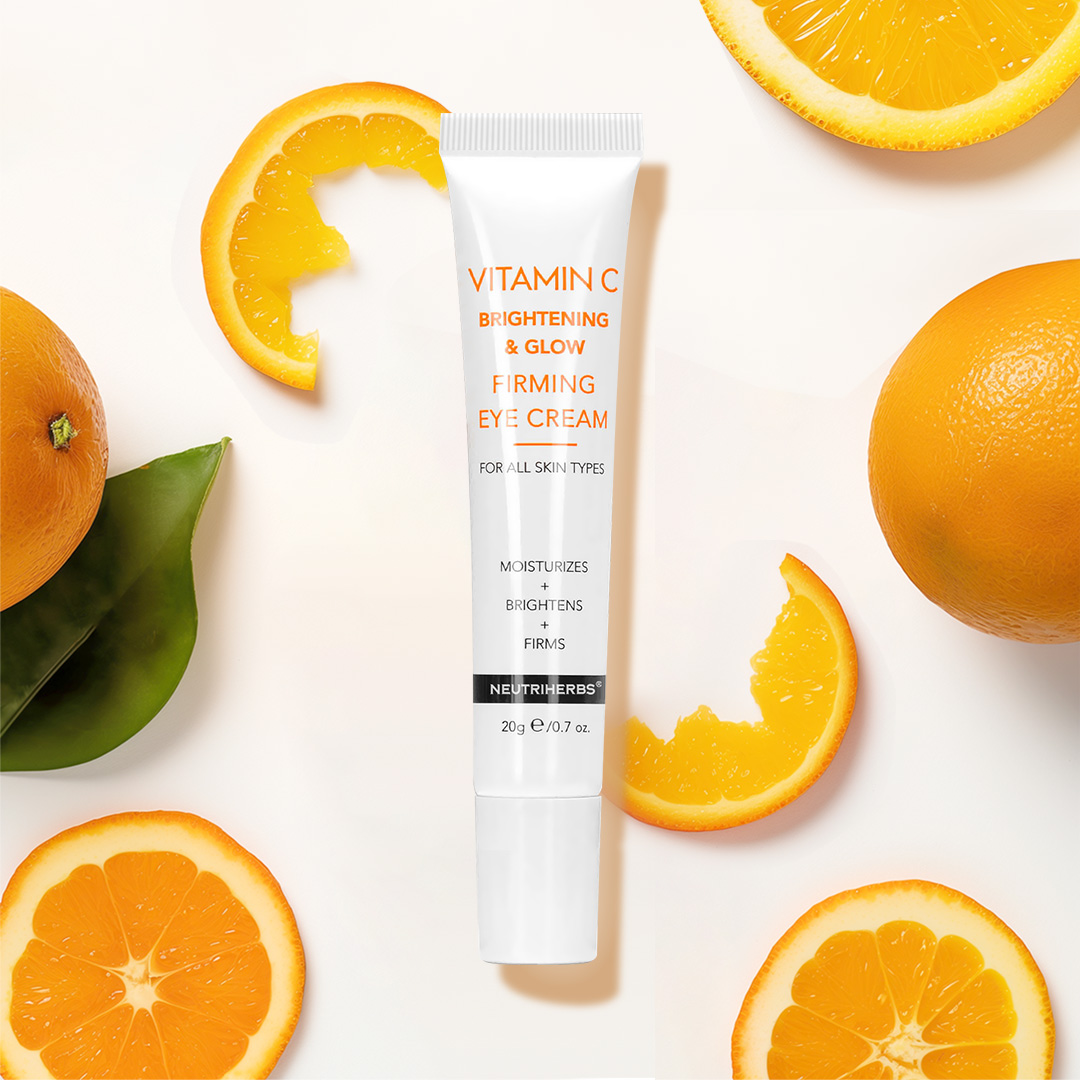 VITAMIN C
BRIGHTENING
& GLOW
FIRMING
EYE CREAM
FOR ALL SKIN TYPES
MOISTURIZES
+
BRIGHTENS
+
FIRMS
NEUTRIHERBS®
20g ℮/0.7 oz.